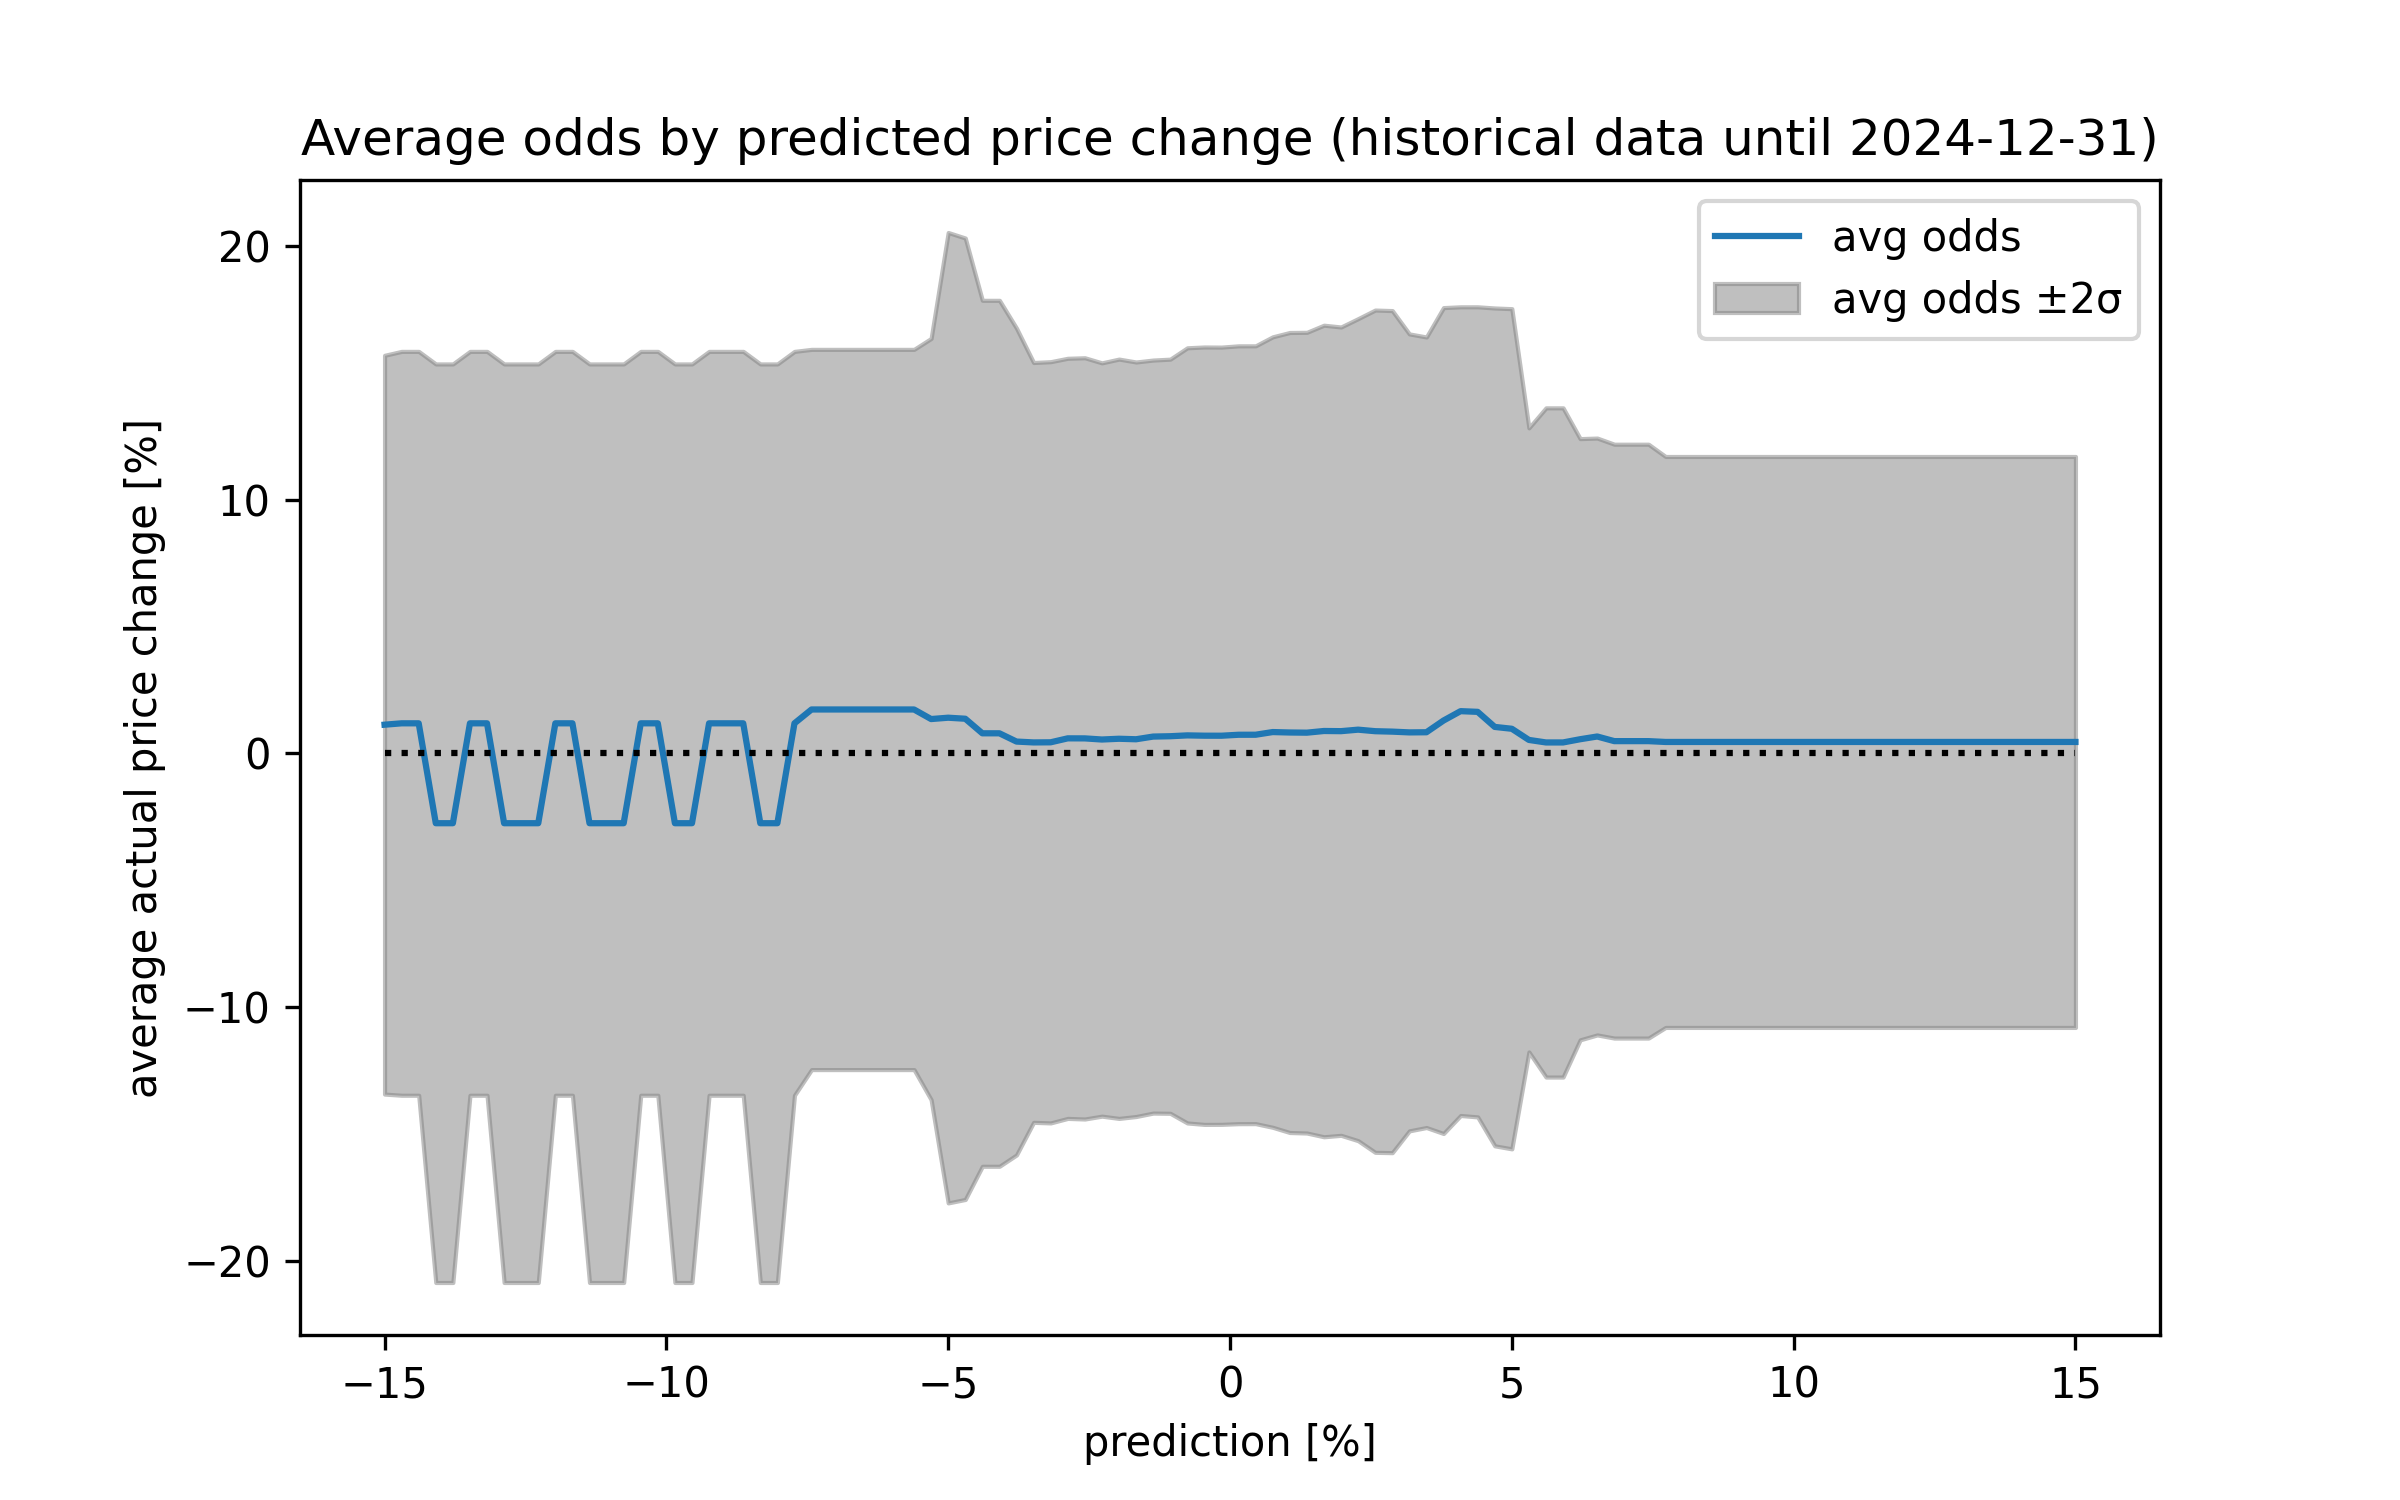 Average odds by predicted price change (historical data until 2024-12-31)
avg odds
avg odds ±2σ
average actual price change [%]
20
10
0
−10
−20
−15
−10
−5
0
5
10
15
prediction [%]